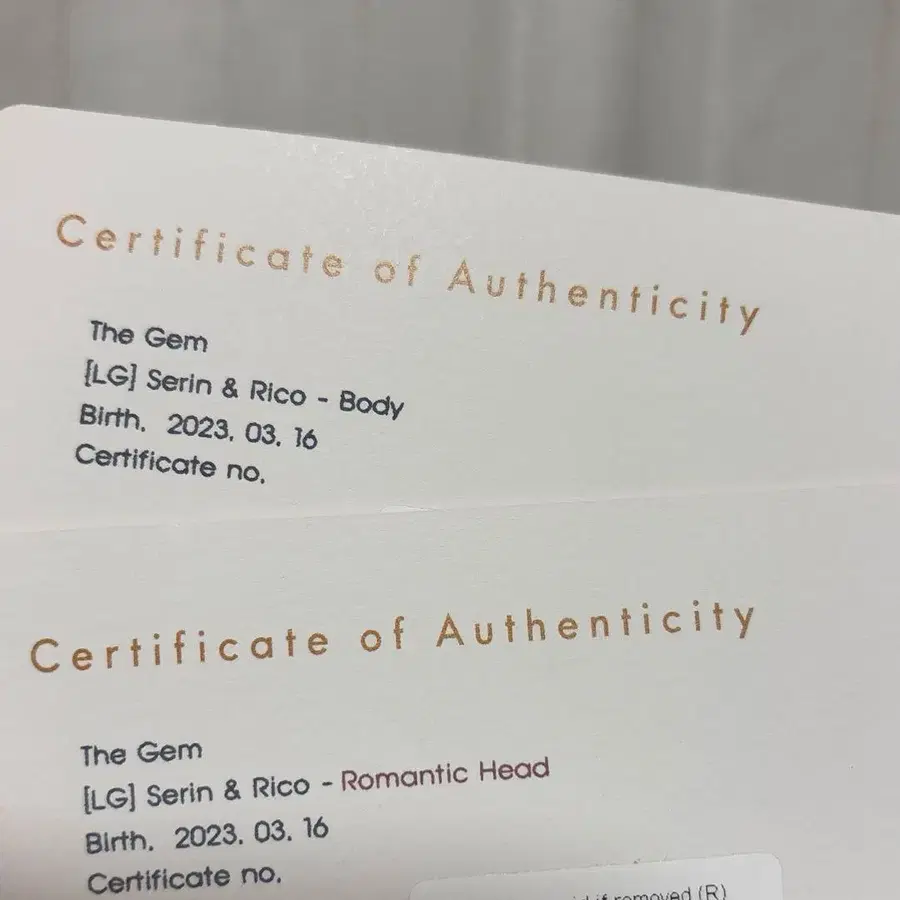 Certificate of Authenticity
The Gem
[LG] Serin & Rico - Body
Birth. 2023. 03. 16
Certificate no.
Certificate of Authenticity
The Gem
[LG] Serin & Rico - Romantic Head
Birth. 2023. 03. 16
Certificate no.
if removed (R)